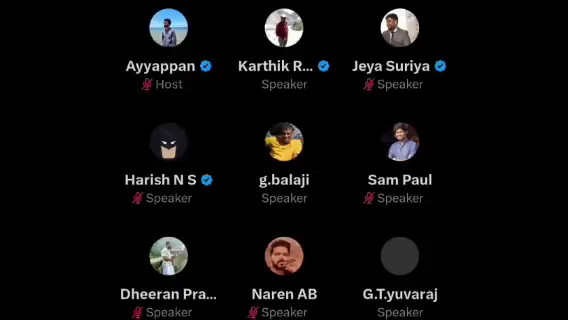 Ayyappan Karthik R... Jeya Suriya
Host Speaker Speaker
Harish N S g.balaji Sam Paul
Speaker Speaker Speaker
Dheeran Pra... Naren AB G.T.yuvaraj
Speaker Speaker Speaker